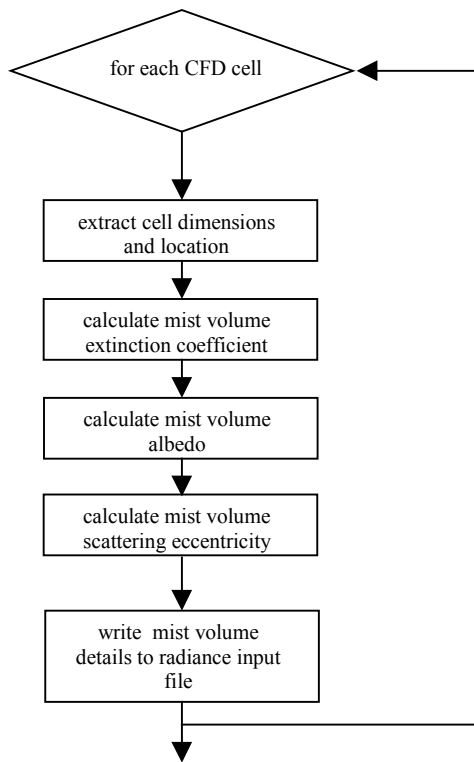 for each CFD cell
extract cell dimensions
and location
calculate mist volume
extinction coefficient
calculate mist volume
albedo
calculate mist volume
scattering eccentricity
write  mist volume
details to radiance input
file